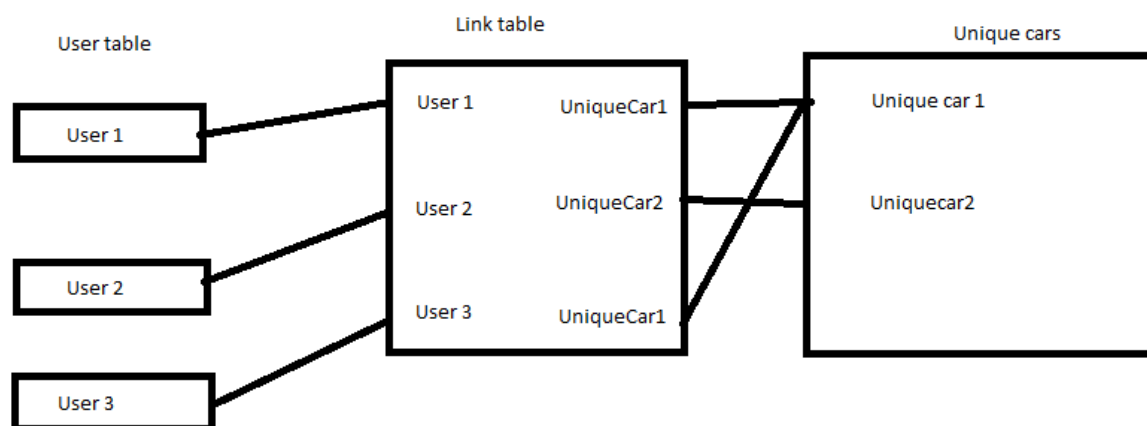 User table
Link table
Unique cars
User 1
User 2
User 3
User 1
UniqueCar1
User 2
UniqueCar2
User 3
UniqueCar1
Unique car 1
Uniquecar2